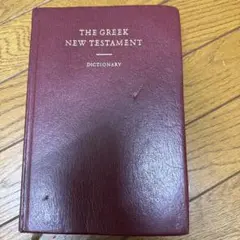 THE GREEK
NEW TESTAMENT
DICTIONARY